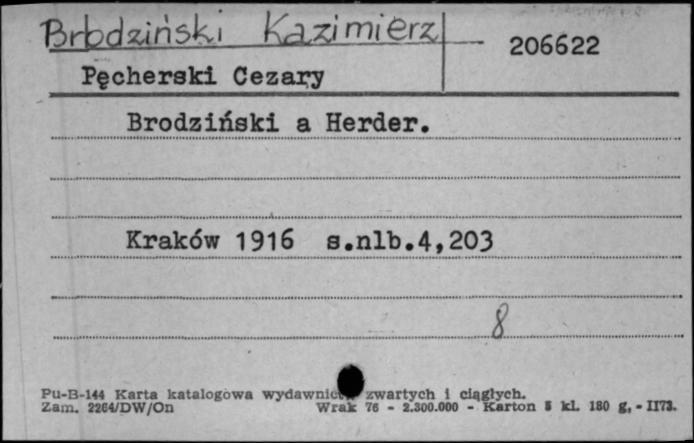 Brodziński Kazimierz
206622
Pęcherski Cezary
Brodziński a Herder.
Kraków 1916 s.nlb.4,203
8
Pu-B-144 Karta katalogowa wydawnictw zwartych i ciągłych.
Zam. 2264/DW/On Wrak 76 - 2.300.000 - Karton 5 kl. 180 g, - II73.